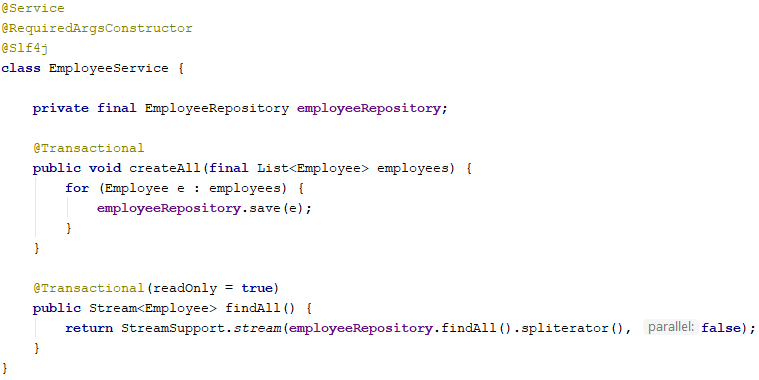 @Service
@RequiredArgsConstructor
@Slf4j
class EmployeeService {
private final EmployeeRepository employeeRepository;
@Transactional
public void createAll(final List<Employee> employees) {
for (Employee e : employees) {
employeeRepository.save(e);
}
}
@Transactional(readOnly = true)
public Stream<Employee> findAll() {
return StreamSupport.stream(employeeRepository.findAll().spliterator(), parallel: false);
}
}